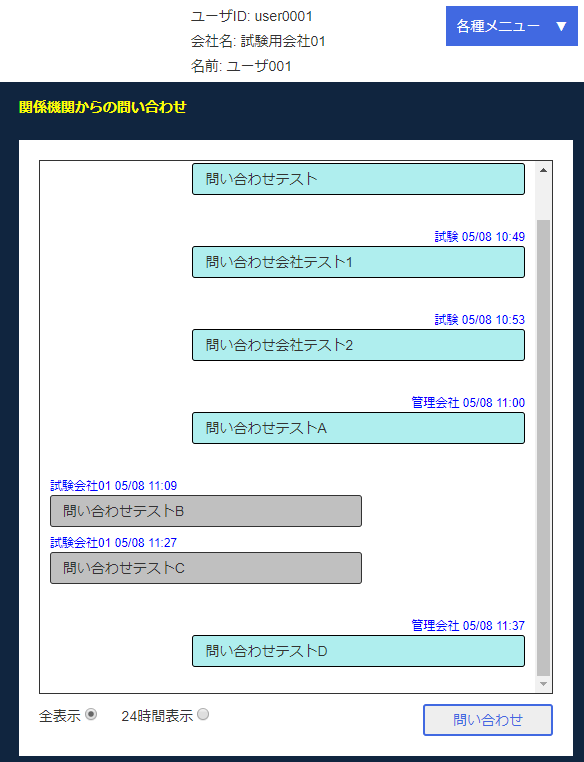 ユーザID: user0001
会社名: 試験用会社01
名前: ユーザ001
各種メニュー ▼
関係機関からの問い合わせ
問い合わせテスト
試験 05/08 10:49
問い合わせ会社テスト1
試験 05/08 10:53
問い合わせ会社テスト2
管理会社 05/08 11:00
問い合わせテストA
試験会社01 05/08 11:09
問い合わせテストB
試験会社01 05/08 11:27
問い合わせテストC
管理会社 05/08 11:37
問い合わせテストD
全表示 24時間表示
問い合わせ